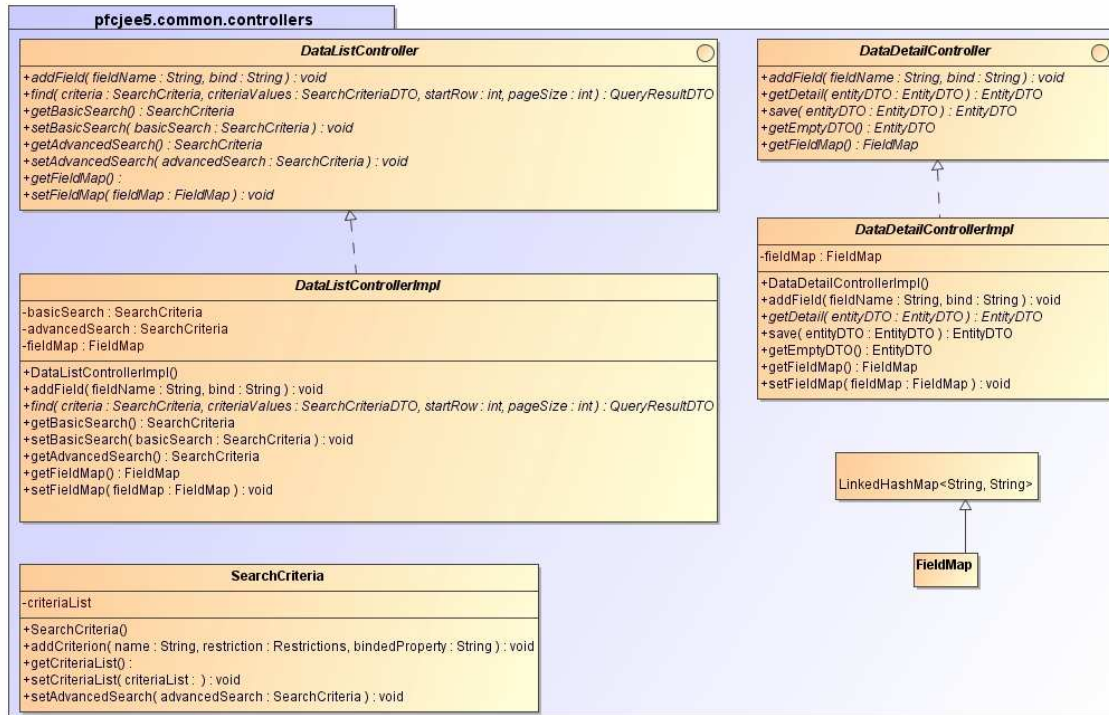 pfcjee5.common.controllers
DataListController
+addField( fieldName : String, bind : String ) : void
+find( criteria : SearchCriteria, criteriaValues : SearchCriteriaDTO, startRow : int, pageSize : int ) : QueryResultDTO
+getBasicSearch() : SearchCriteria
+setBasicSearch( basicSearch : SearchCriteria ) : void
+getAdvancedSearch() : SearchCriteria
+setAdvancedSearch( advancedSearch : SearchCriteria ) : void
+getFieldMap() :
+setFieldMap( fieldMap : FieldMap ) : void
DataDetailController
+addField( fieldName : String, bind : String ) : void
+getDetail( entityDTO : EntityDTO ) : EntityDTO
+save( entityDTO : EntityDTO ) : EntityDTO
+getEmptyDTO() : EntityDTO
+getFieldMap() : FieldMap
DataListControllerImpl
-basicSearch : SearchCriteria
-advancedSearch : SearchCriteria
-fieldMap : FieldMap
+DataListControllerImpl()
+addField( fieldName : String, bind : String ) : void
+find( criteria : SearchCriteria, criteriaValues : SearchCriteriaDTO, startRow : int, pageSize : int ) : QueryResultDTO
+getBasicSearch() : SearchCriteria
+setBasicSearch( basicSearch : SearchCriteria ) : void
+getAdvancedSearch() : SearchCriteria
+getFieldMap() : FieldMap
+setFieldMap( fieldMap : FieldMap ) : void
DataDetailControllerImpl
-fieldMap : FieldMap
+DataDetailControllerImpl()
+addField( fieldName : String, bind : String ) : void
+getDetail( entityDTO : EntityDTO ) : EntityDTO
+save( entityDTO : EntityDTO ) : EntityDTO
+getEmptyDTO() : EntityDTO
+getFieldMap() : FieldMap
+setFieldMap( fieldMap : FieldMap ) : void
LinkedHashMap<String, String>
FieldMap
SearchCriteria
-criteriaList
+SearchCriteria()
+addCriterion( name : String, restriction : Restrictions, bindedProperty : String ) : void
+getCriteriaList() :
+setCriteriaList( criteriaList : ) : void
+setAdvancedSearch( advancedSearch : SearchCriteria ) : void